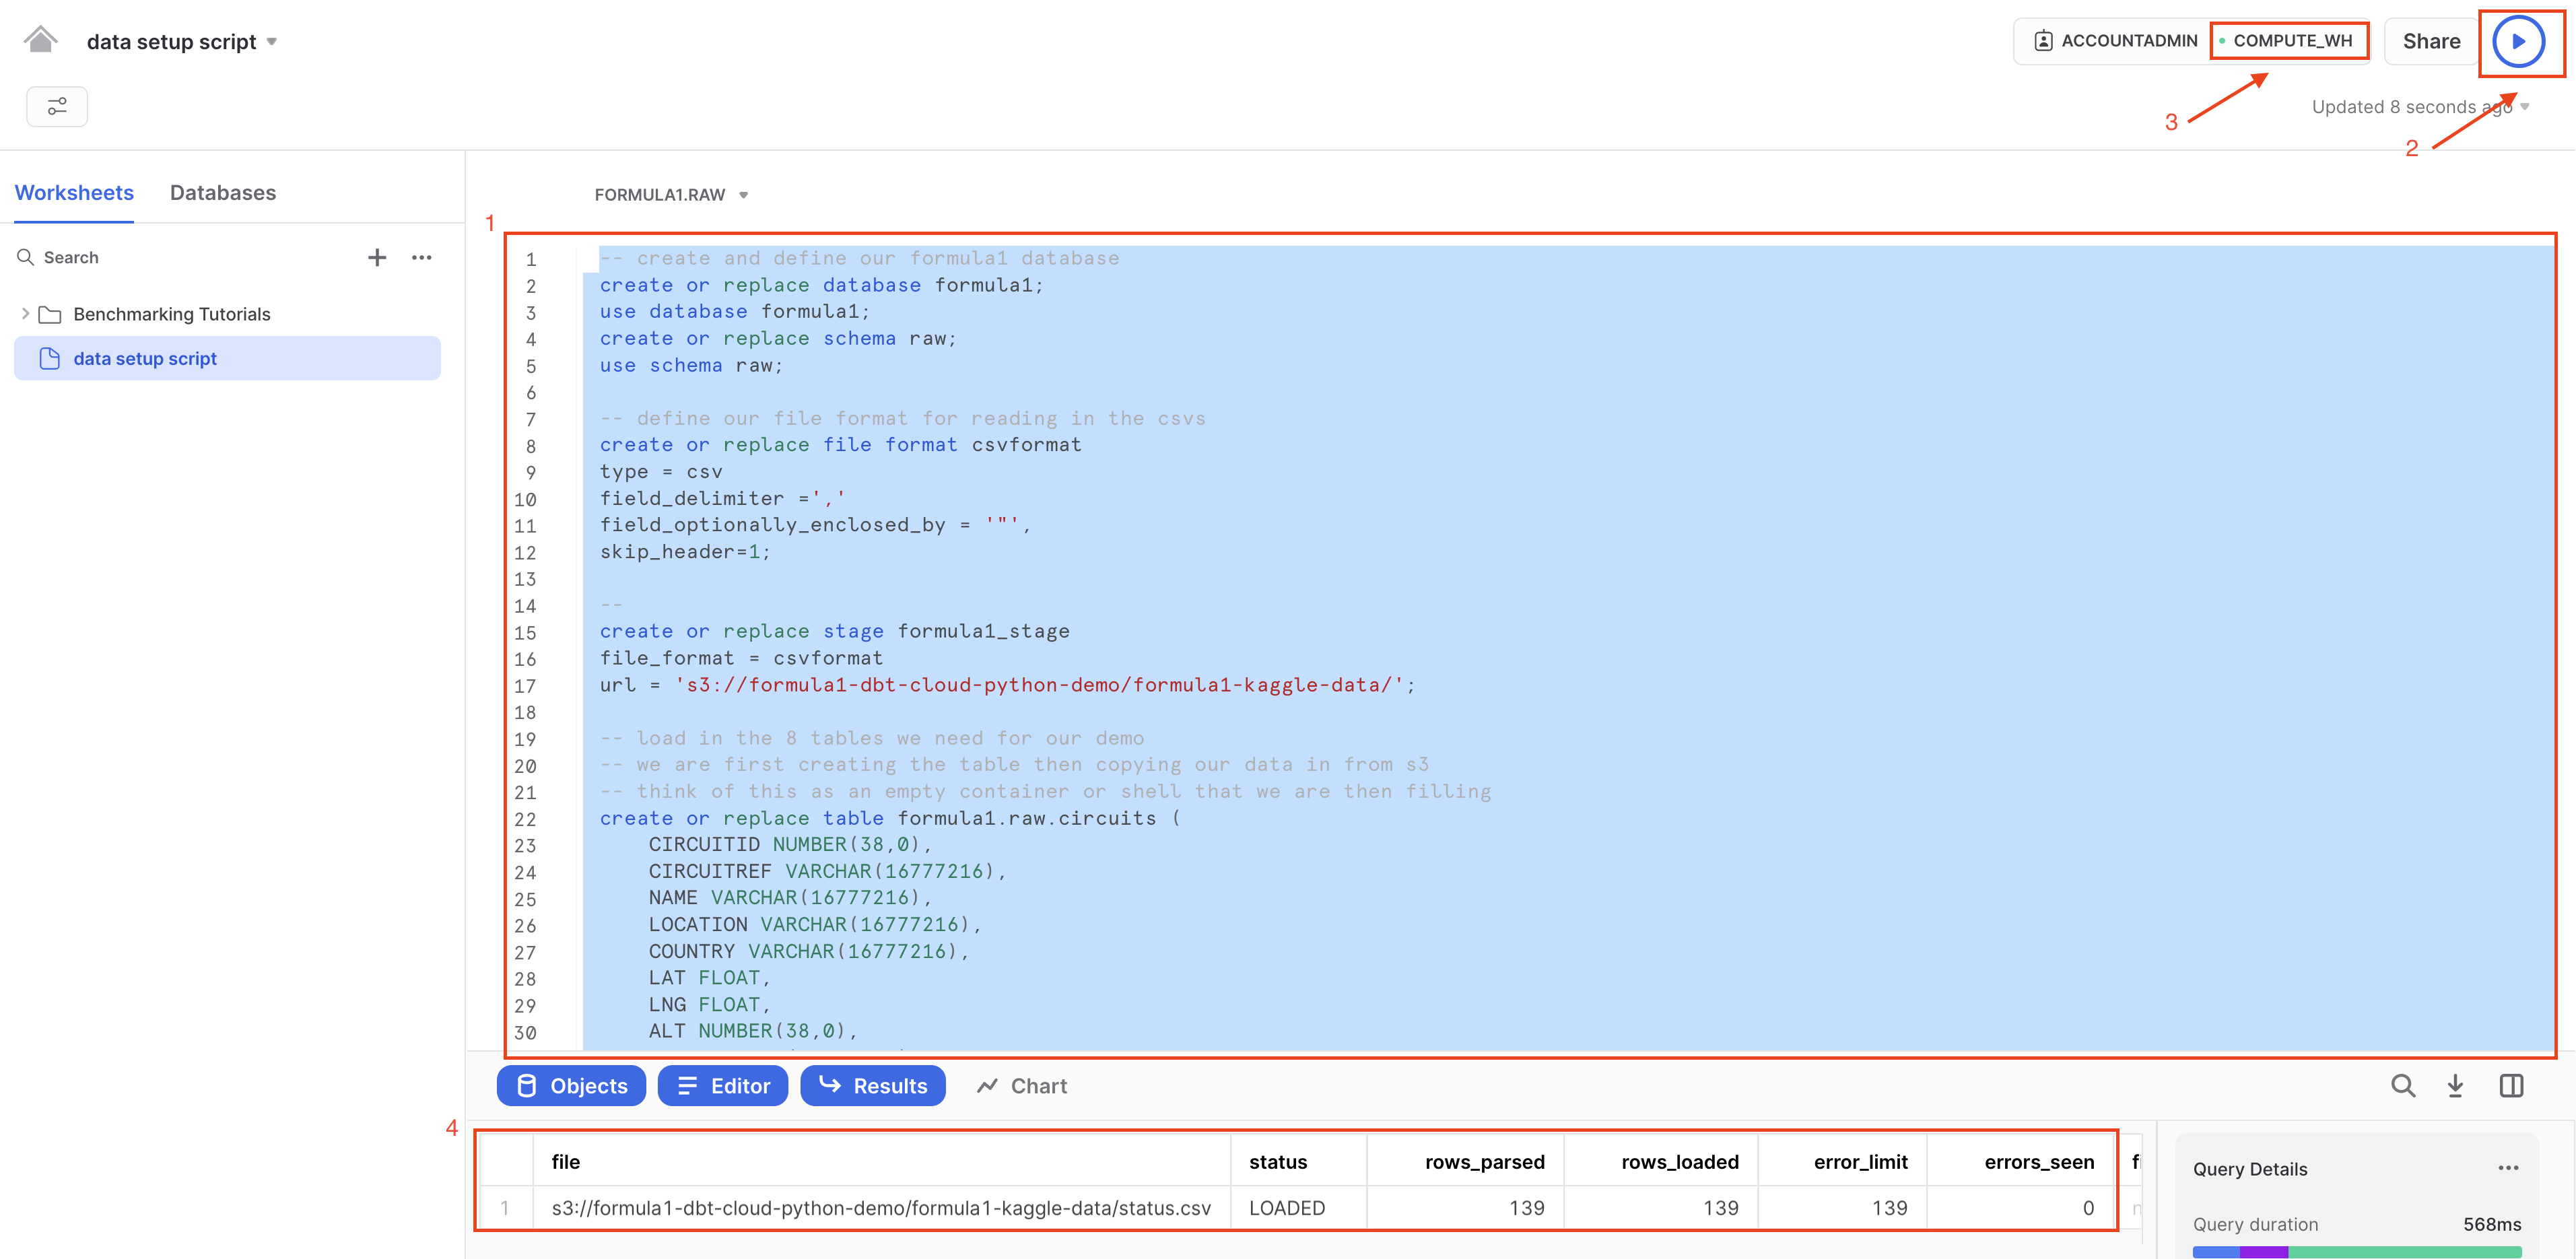 data setup script
ACCOUNTADMIN
COMPUTE_WH
Share
3
Updated 8 seconds ago
2
Worksheets
Databases
FORMULA1.RAW
1
Search
Benchmarking Tutorials
data setup script
1 -- create and define our formula1 database
2 create or replace database formula1;
3 use database formula1;
4 create or replace schema raw;
5 use schema raw;
6
7 -- define our file format for reading in the csvs
8 create or replace file format csvformat
9 type = csv
10 field_delimiter =','
11 field_optionally_enclosed_by = '"',
12 skip_header=1;
13
14 --
15 create or replace stage formula1_stage
16 file_format = csvformat
17 url = 's3://formula1-dbt-cloud-python-demo/formula1-kaggle-data/';
18
19 -- load in the 8 tables we need for our demo
20 -- we are first creating the table then copying our data in from s3
21 -- think of this as an empty container or shell that we are then filling
22 create or replace table formula1.raw.circuits (
23 CIRCUITID NUMBER(38,0),
24 CIRCUITREF VARCHAR(16777216),
25 NAME VARCHAR(16777216),
26 LOCATION VARCHAR(16777216),
27 COUNTRY VARCHAR(16777216),
28 LAT FLOAT,
29 LNG FLOAT,
30 ALT NUMBER(38,0),
Objects
Editor
Results
Chart
4
file status rows_parsed rows_loaded error_limit errors_seen
1 s3://formula1-dbt-cloud-python-demo/formula1-kaggle-data/status.csv LOADED 139 139 139 0
Query Details
Query duration 568ms